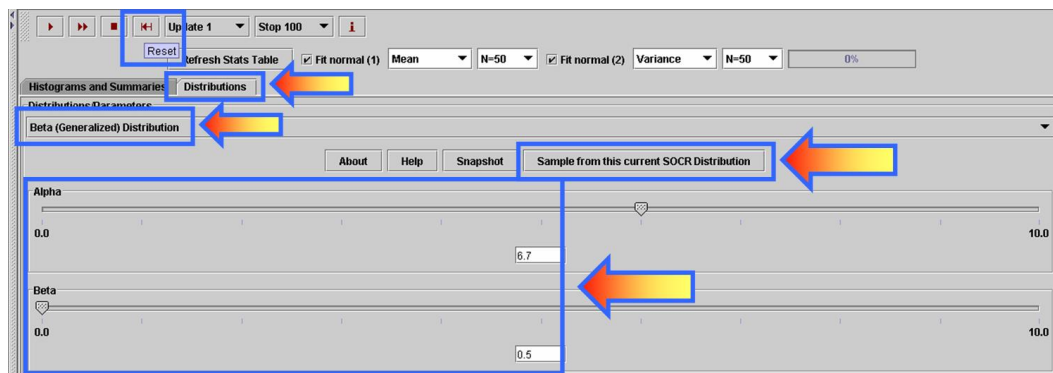 Update 1 Stop 100 i
Reset
Refresh Stats Table Fit normal (1) Mean N=50 Fit normal (2) Variance N=50 0%
Histograms and Summaries Distributions
Distributions/Parameters
Beta (Generalized) Distribution
About Help Snapshot Sample from this current SOCR Distribution
Alpha
0.0 10.0
6.7
Beta
0.0 10.0
0.5